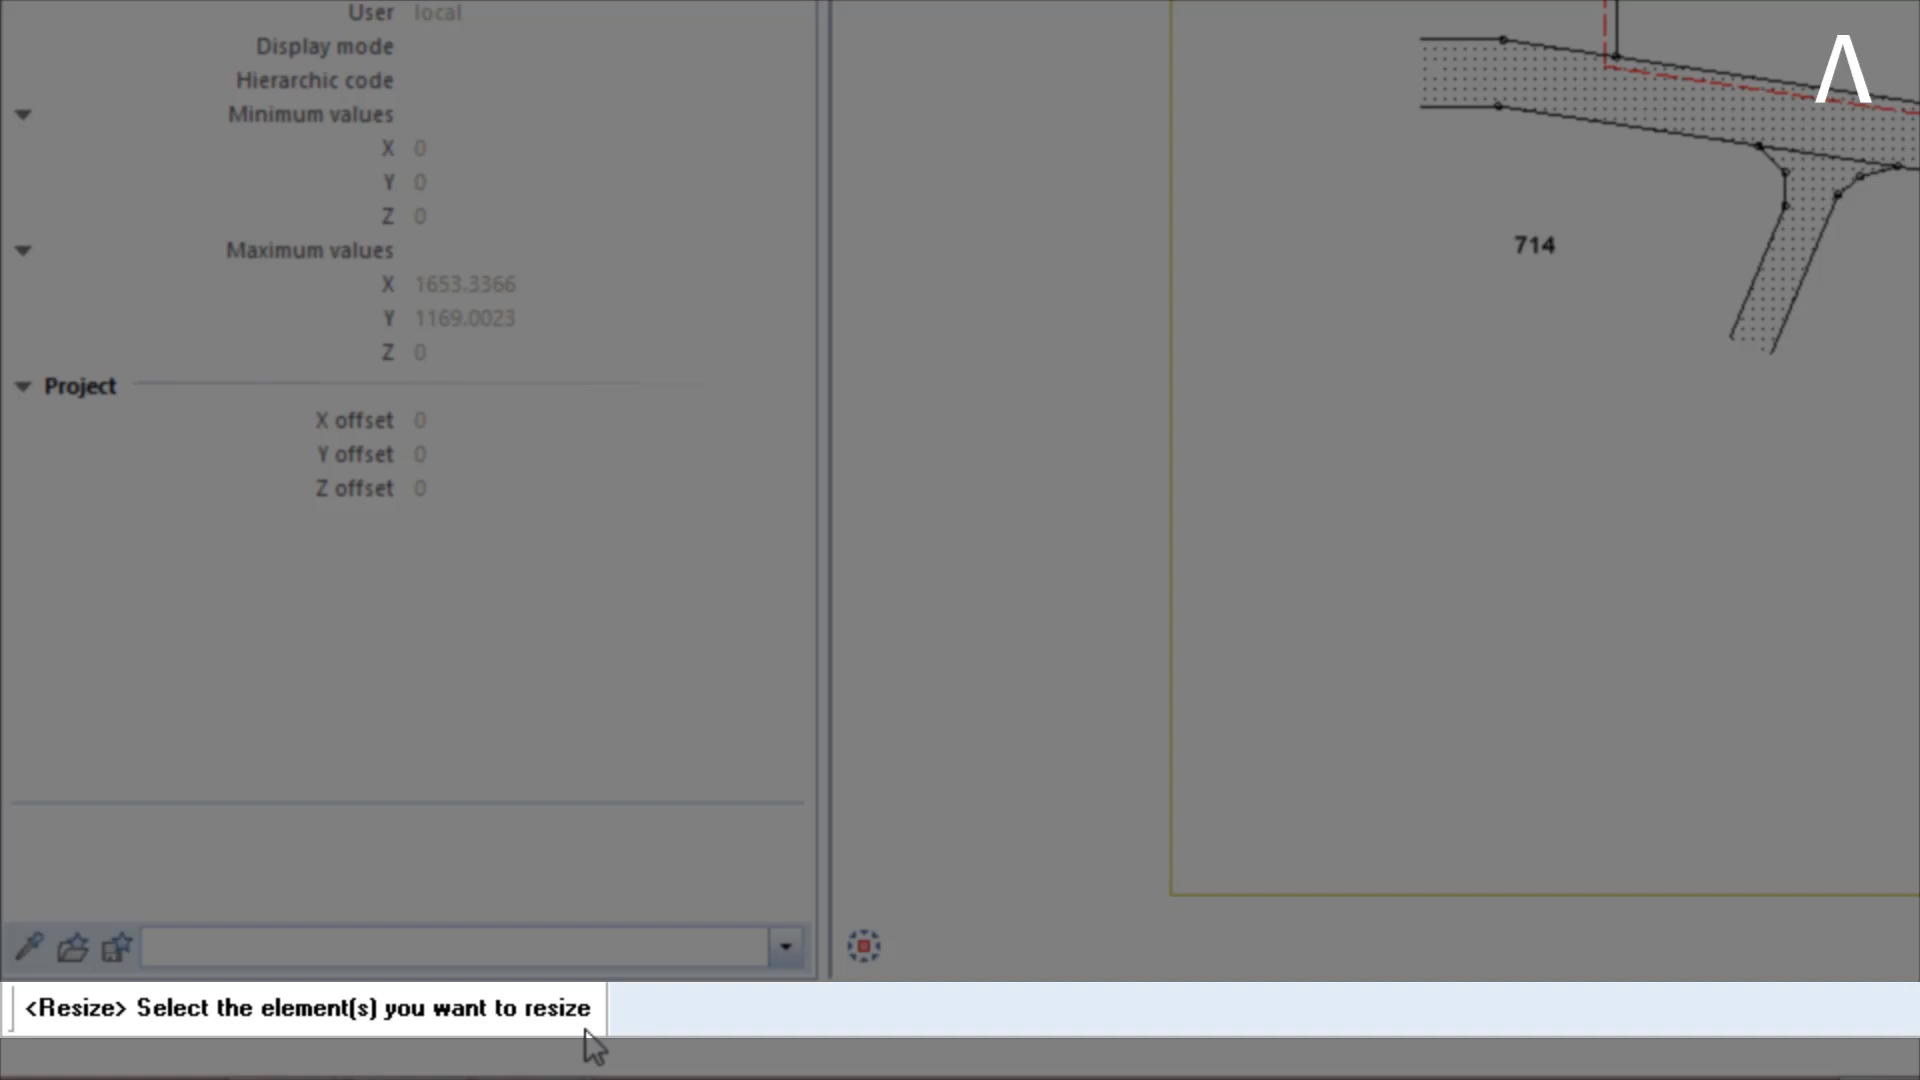 User local
Display mode
Hierarchic code
Minimum values
X 0
Y 0
Z 0
Maximum values
X 1653.3366
Y 1169.0023
Z 0
Project
X offset 0
Y offset 0
Z offset 0
714
<Resize> Select the element(s) you want to resize